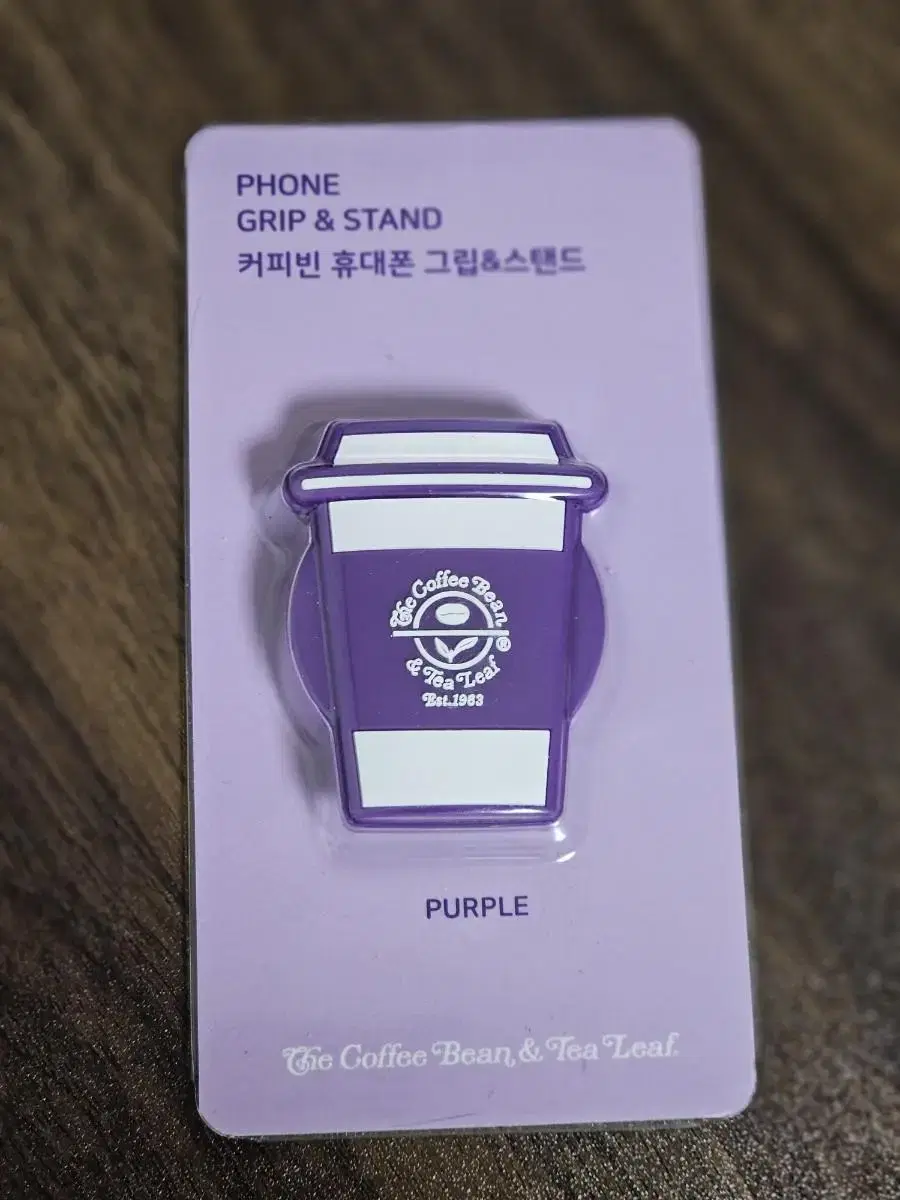 PHONE
GRIP & STAND
커피빈 휴대폰 그립&스탠드
The Coffee Bean
®
& Tea Leaf
Est.1963
PURPLE
The Coffee Bean & Tea Leaf.